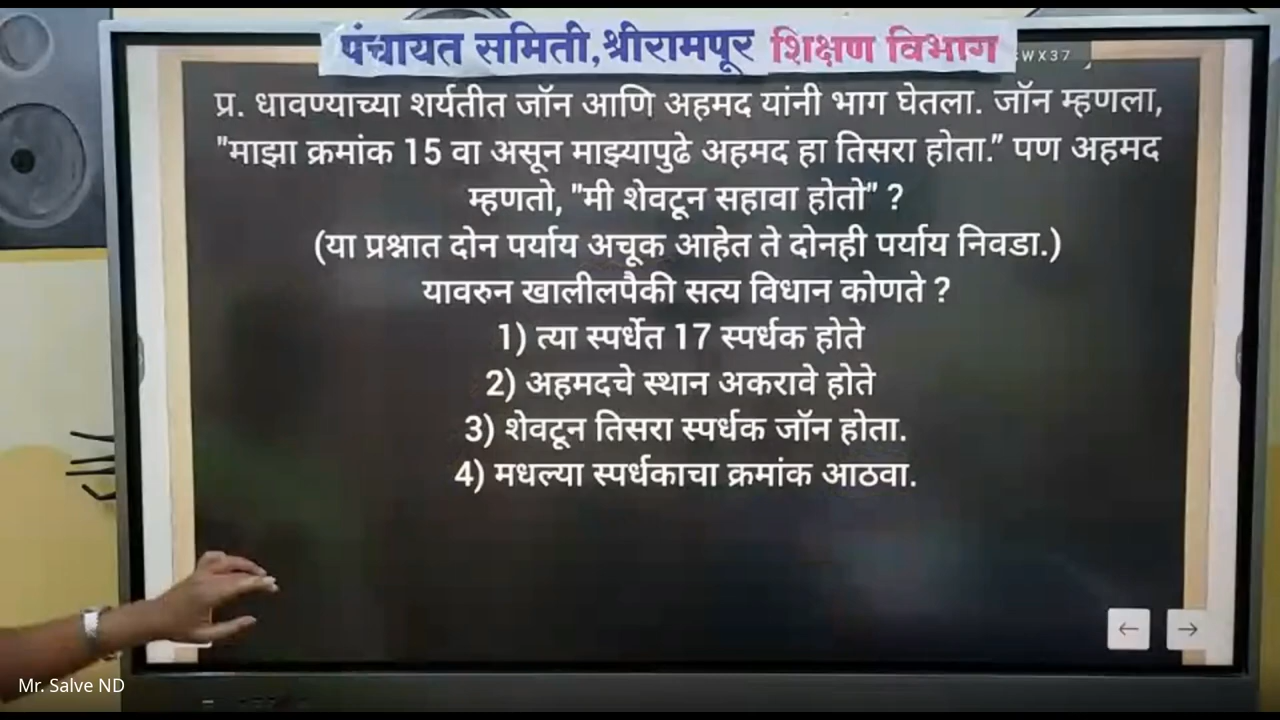 पंचायत समिती,श्रीरामपूर शिक्षण विभाग
WX37
प्र. धावण्याच्या शर्यतीत जॉन आणि अहमद यांनी भाग घेतला. जॉन म्हणला,
"माझा क्रमांक 15 वा असून माझ्यापुढे अहमद हा तिसरा होता." पण अहमद
म्हणतो, "मी शेवटून सहावा होतो" ?
(या प्रश्नात दोन पर्याय अचूक आहेत ते दोनही पर्याय निवडा.)
यावरुन खालीलपैकी सत्य विधान कोणते ?
1) त्या स्पर्धेत 17 स्पर्धक होते
2) अहमदचे स्थान अकरावे होते
3) शेवटून तिसरा स्पर्धक जॉन होता.
4) मधल्या स्पर्धकाचा क्रमांक आठवा.
Mr. Salve ND